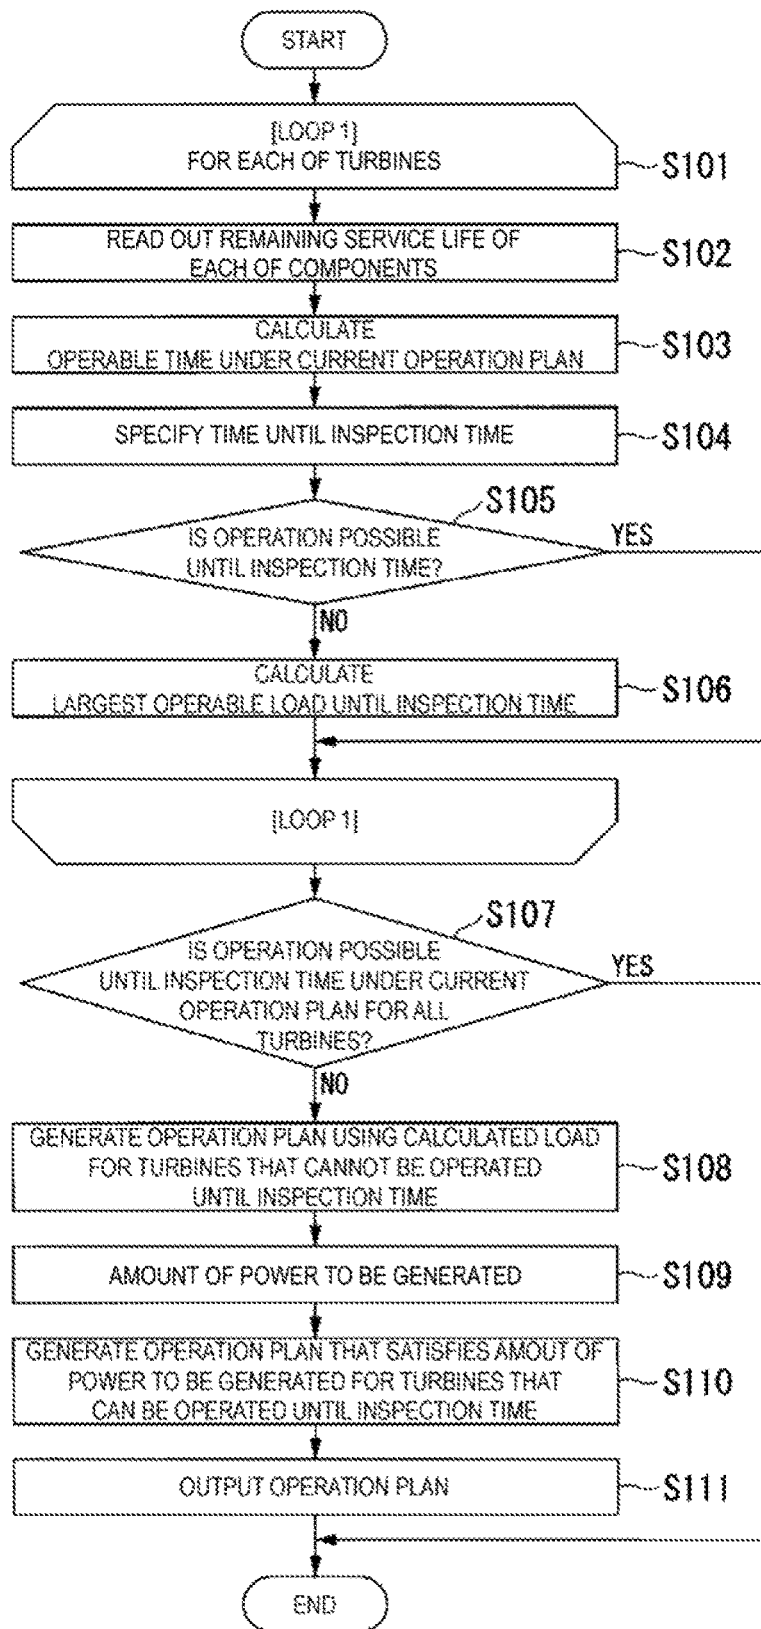 START
[LOOP 1]
FOR EACH OF TURBINES
S101
READ OUT REMAINING SERVICE LIFE OF
EACH OF COMPONENTS
S102
CALCULATE
OPERABLE TIME UNDER CURRENT OPERATION PLAN
S103
SPECIFY TIME UNTIL INSPECTION TIME
S104
S105
IS OPERATION POSSIBLE
UNTIL INSPECTION TIME?
YES
NO
CALCULATE
LARGEST OPERABLE LOAD UNTIL INSPECTION TIME
S106
[LOOP 1]
S107
IS OPERATION POSSIBLE
UNTIL INSPECTION TIME UNDER CURRENT
OPERATION PLAN FOR ALL
TURBINES?
YES
NO
GENERATE OPERATION PLAN USING CALCULATED LOAD
FOR TURBINES THAT CANNOT BE OPERATED
UNTIL INSPECTION TIME
S108
AMOUNT OF POWER TO BE GENERATED
S109
GENERATE OPERATION PLAN THAT SATISFIES AMOUT OF
POWER TO BE GENERATED FOR TURBINES THAT
CAN BE OPERATED UNTIL INSPECTION TIME
S110
OUTPUT OPERATION PLAN
S111
END